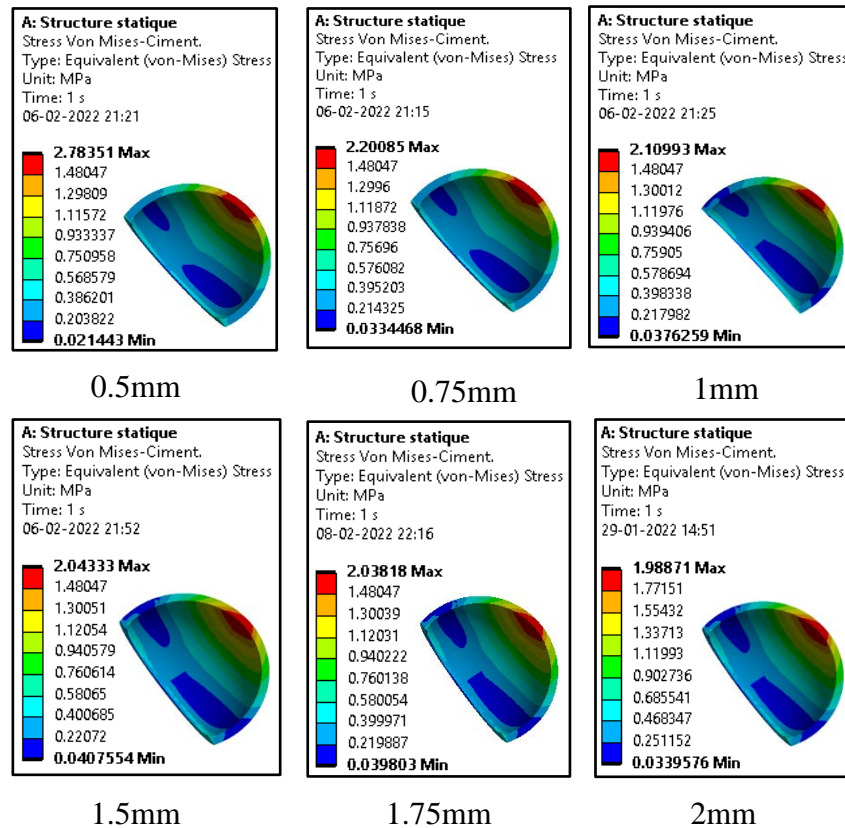 A: Structure statique
Stress Von Mises-Ciment.
Type: Equivalent (von-Mises) Stress
Unit: MPa
Time: 1 s
06-02-2022 21:21
2.78351 Max
1.48047
1.29809
1.11572
0.933337
0.750958
0.568579
0.386201
0.203822
0.021443 Min
0.5mm
A: Structure statique
Stress Von Mises-Ciment.
Type: Equivalent (von-Mises) Stress
Unit: MPa
Time: 1 s
06-02-2022 21:15
2.20085 Max
1.48047
1.2996
1.11872
0.937838
0.75696
0.576082
0.395203
0.214325
0.0334468 Min
0.75mm
A: Structure statique
Stress Von Mises-Ciment.
Type: Equivalent (von-Mises) Stress
Unit: MPa
Time: 1 s
06-02-2022 21:25
2.10993 Max
1.48047
1.30012
1.11976
0.939406
0.75905
0.578694
0.398338
0.217982
0.0376259 Min
1mm
A: Structure statique
Stress Von Mises-Ciment.
Type: Equivalent (von-Mises) Stress
Unit: MPa
Time: 1 s
06-02-2022 21:52
2.04333 Max
1.48047
1.30051
1.12054
0.940579
0.760614
0.58065
0.400685
0.22072
0.0407554 Min
1.5mm
A: Structure statique
Stress Von Mises-Ciment.
Type: Equivalent (von-Mises) Stress
Unit: MPa
Time: 1 s
08-02-2022 22:16
2.03818 Max
1.48047
1.30039
1.12031
0.940222
0.760138
0.580054
0.399971
0.219887
0.039803 Min
1.75mm
A: Structure statique
Stress Von Mises-Ciment.
Type: Equivalent (von-Mises) Stress
Unit: MPa
Time: 1 s
29-01-2022 14:51
1.98871 Max
1.77151
1.55432
1.33713
1.11993
0.902736
0.685541
0.468347
0.251152
0.0339576 Min
2mm